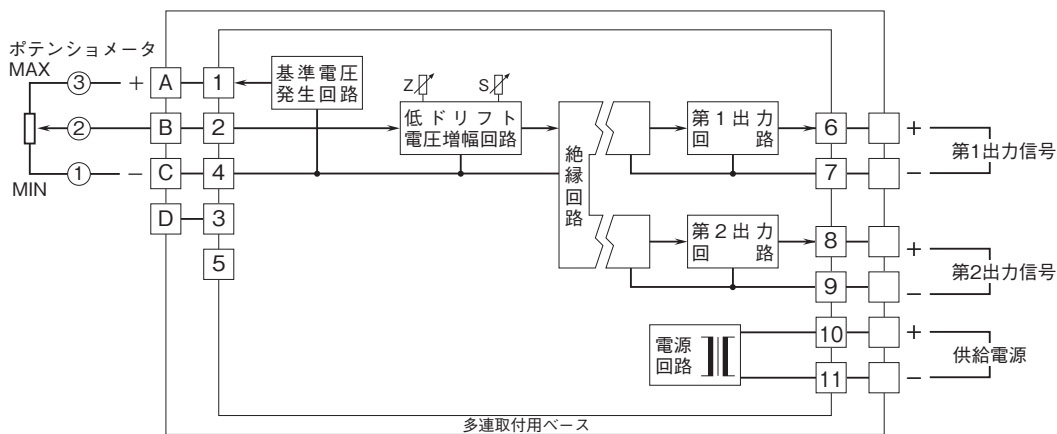 ポテンショメータ
MAX
③ + A 1
基準電圧
発生回路
Z S
② B 2
低ドリフト
電圧増幅回路
① − C 4
MIN
D 3
5
絶縁回路
第1出力
回路
6 +
7 −
第1出力信号
第2出力
回路
8 +
9 −
第2出力信号
電源
回路
10 +
11 −
供給電源
多連取付用ベース